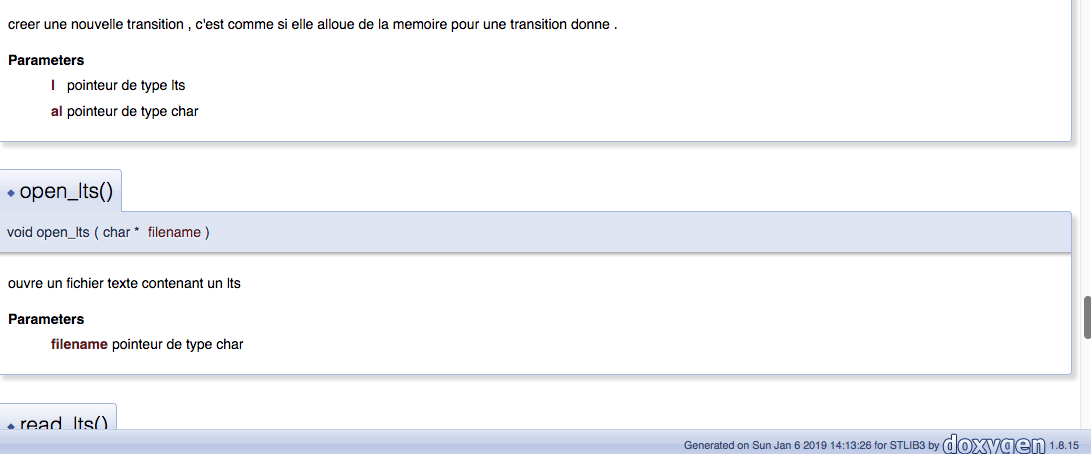 creer une nouvelle transition , c'est comme si elle alloue de la memoire pour une transition donne .
Parameters
l pointeur de type lts
al pointeur de type char
open_lts()
void open_lts ( char * filename )
ouvre un fichier texte contenant un lts
Parameters
filename pointeur de type char
read_lts()
Generated on Sun Jan 6 2019 14:13:26 for STLIB3 by doxygen 1.8.15